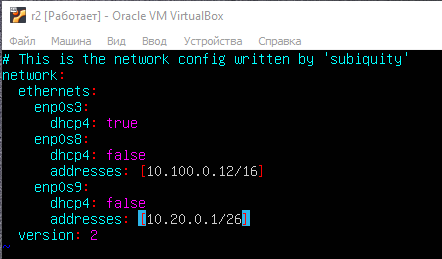 r2 [Работает] - Oracle VM VirtualBox
Файл Машина Вид Ввод Устройства Справка
# This is the network config written by 'subiquity'
network:
  ethernets:
    enp0s3:
      dhcp4: true
    enp0s8:
      dhcp4: false
      addresses: [10.100.0.12/16]
    enp0s9:
      dhcp4: false
      addresses: [10.20.0.1/26]
  version: 2
~